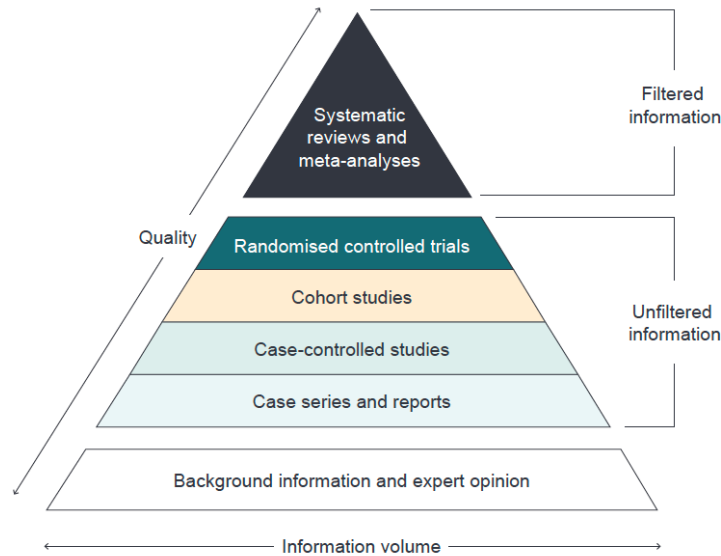 Systematic
reviews and
meta-analyses
Filtered
information
Quality
Randomised controlled trials
Cohort studies
Unfiltered
information
Case-controlled studies
Case series and reports
Background information and expert opinion
Information volume